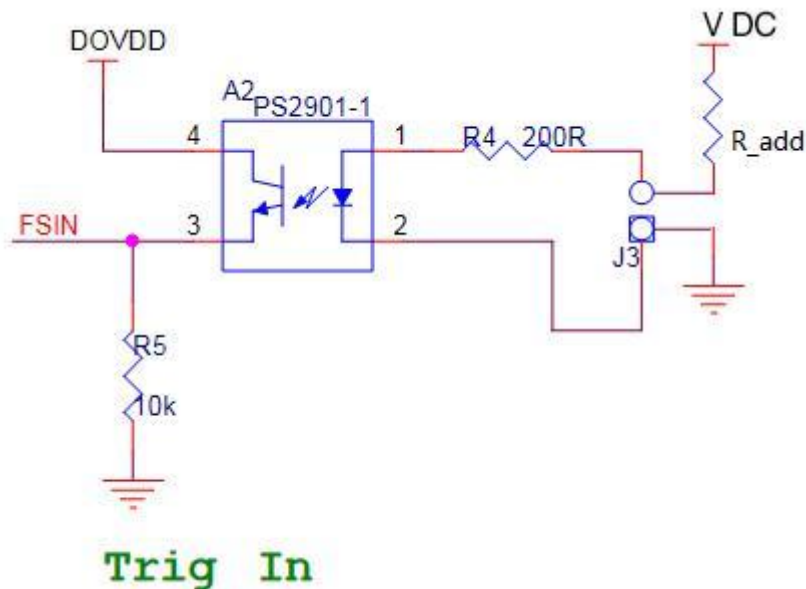 DOVDD
V DC
A2
PS2901-1
4
1
R4 200R
R_add
FSIN
3
2
J3
R5
10k
Trig In